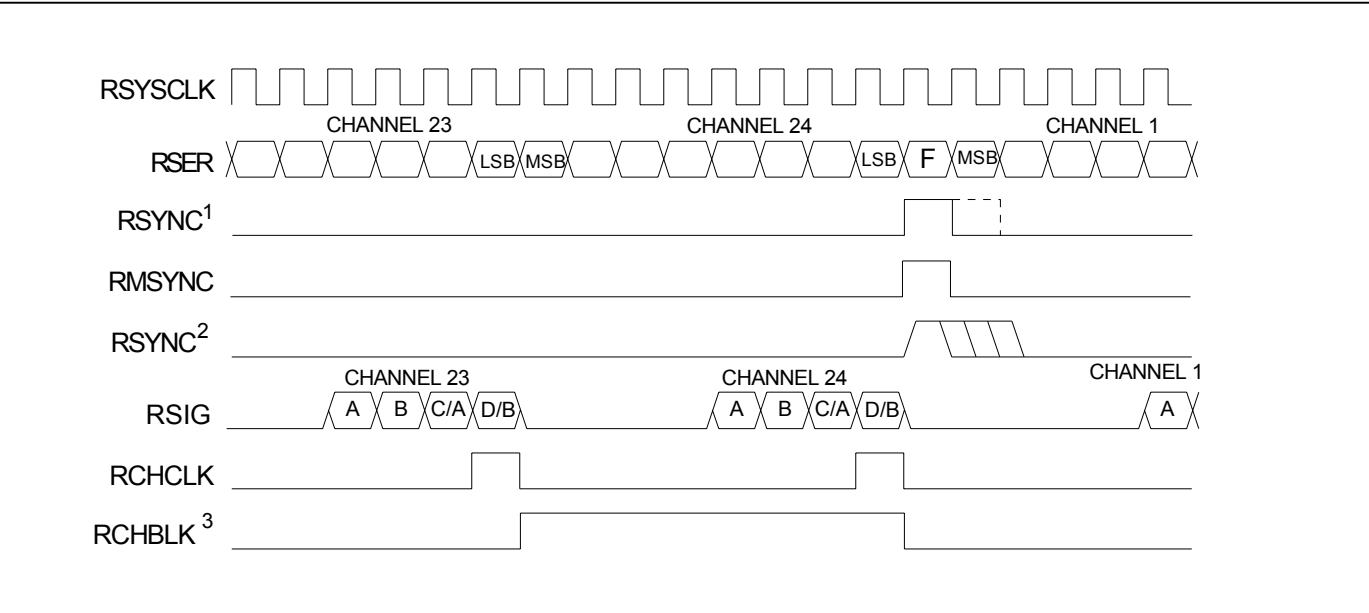 RSYSCLK
CHANNEL 23 CHANNEL 24 CHANNEL 1
RSER LSB MSB LSB F MSB
RSYNC1
RMSYNC
RSYNC2
CHANNEL 23 CHANNEL 24 CHANNEL 1
RSIG A B C/A D/B A B C/A D/B A
RCHCLK
RCHBLK 3